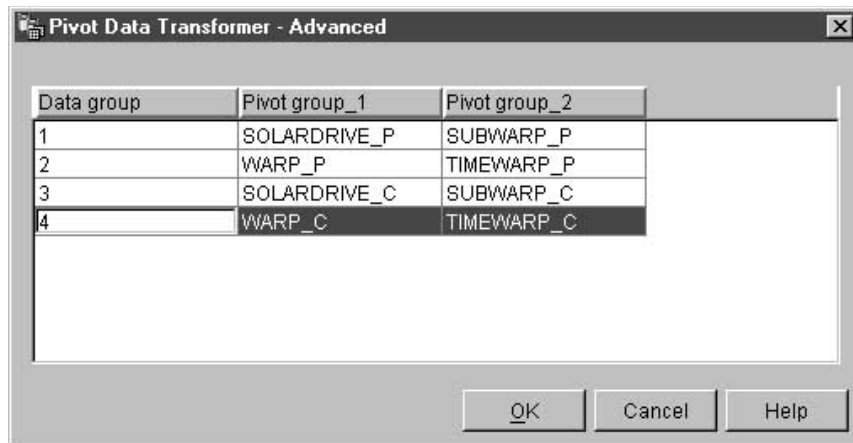 Pivot Data Transformer - Advanced
Data group Pivot group_1 Pivot group_2
1 SOLARDRIVE_P SUBWARP_P
2 WARP_P TIMEWARP_P
3 SOLARDRIVE_C SUBWARP_C
4 WARP_C TIMEWARP_C
OK Cancel Help